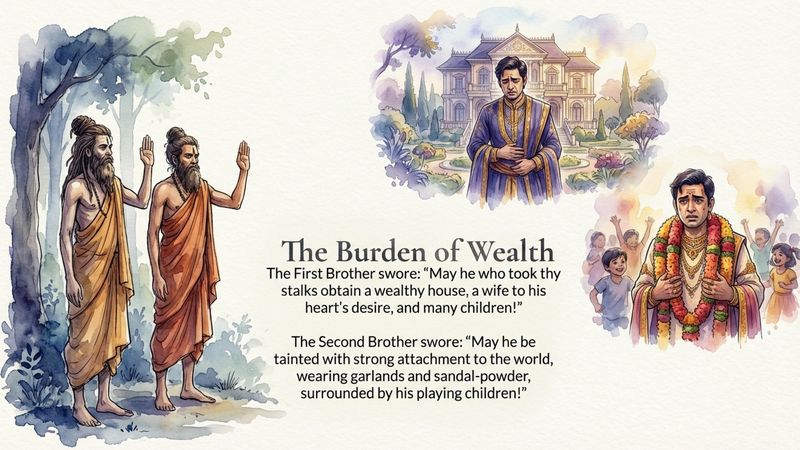 The Burden of Wealth
The First Brother swore: “May he who took thy
stalks obtain a wealthy house, a wife to his
heart’s desire, and many children!”
The Second Brother swore: “May he be
tainted with strong attachment to the world,
wearing garlands and sandal-powder,
surrounded by his playing children!”